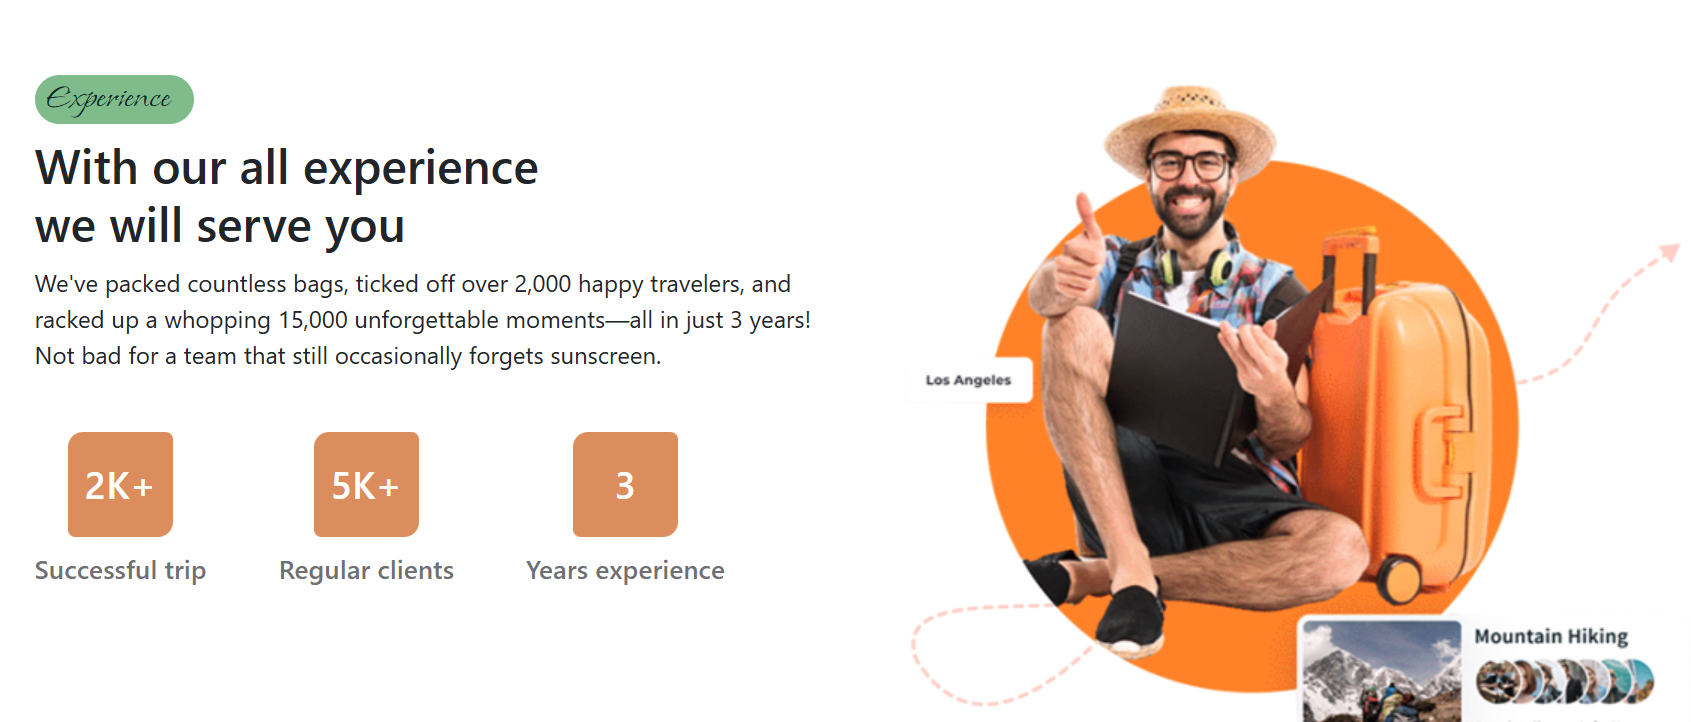 Experience
With our all experience
we will serve you
We've packed countless bags, ticked off over 2,000 happy travelers, and
racked up a whopping 15,000 unforgettable moments—all in just 3 years!
Not bad for a team that still occasionally forgets sunscreen.
2K+
5K+
3
Successful trip
Regular clients
Years experience
Los Angeles
Mountain Hiking